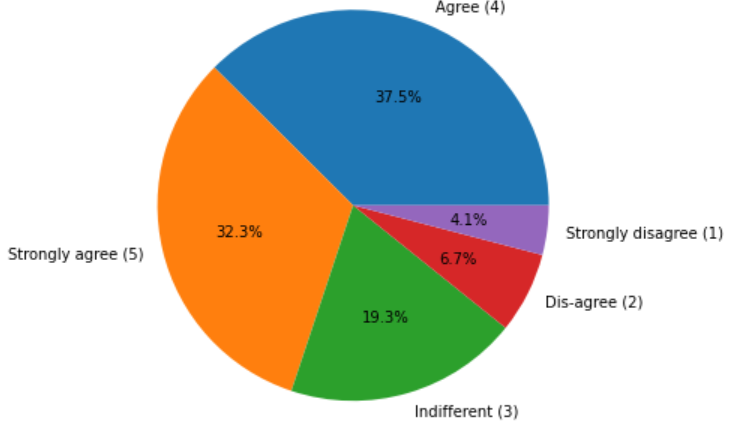 Agree (4)
37.5%
32.3%
Strongly agree (5)
4.1%
Strongly disagree (1)
6.7%
Dis-agree (2)
19.3%
Indifferent (3)